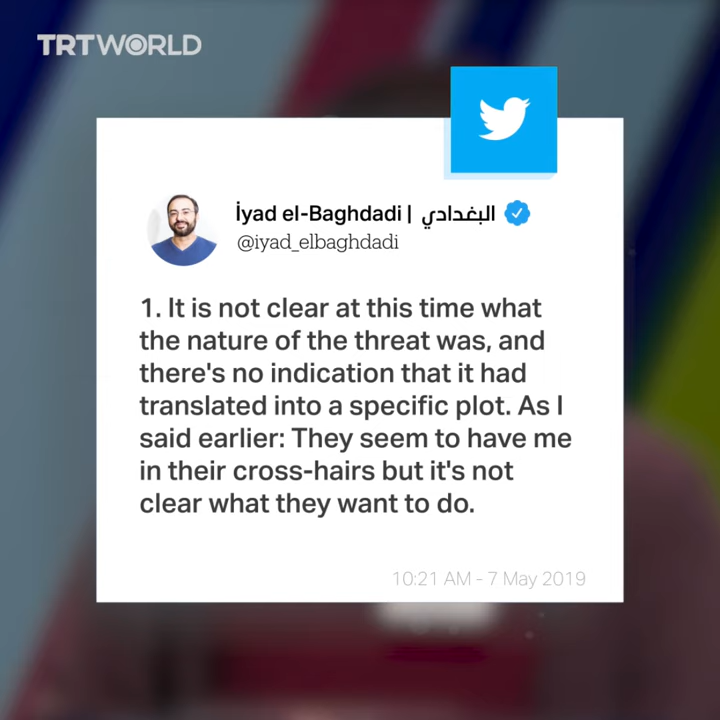 TRTWORLD
İyad el-Baghdadi | البغدادي
@iyad_elbaghdadi
1. It is not clear at this time what
the nature of the threat was, and
there's no indication that it had
translated into a specific plot. As I
said earlier: They seem to have me
in their cross-hairs but it's not
clear what they want to do.
10:21 AM - 7 May 2019